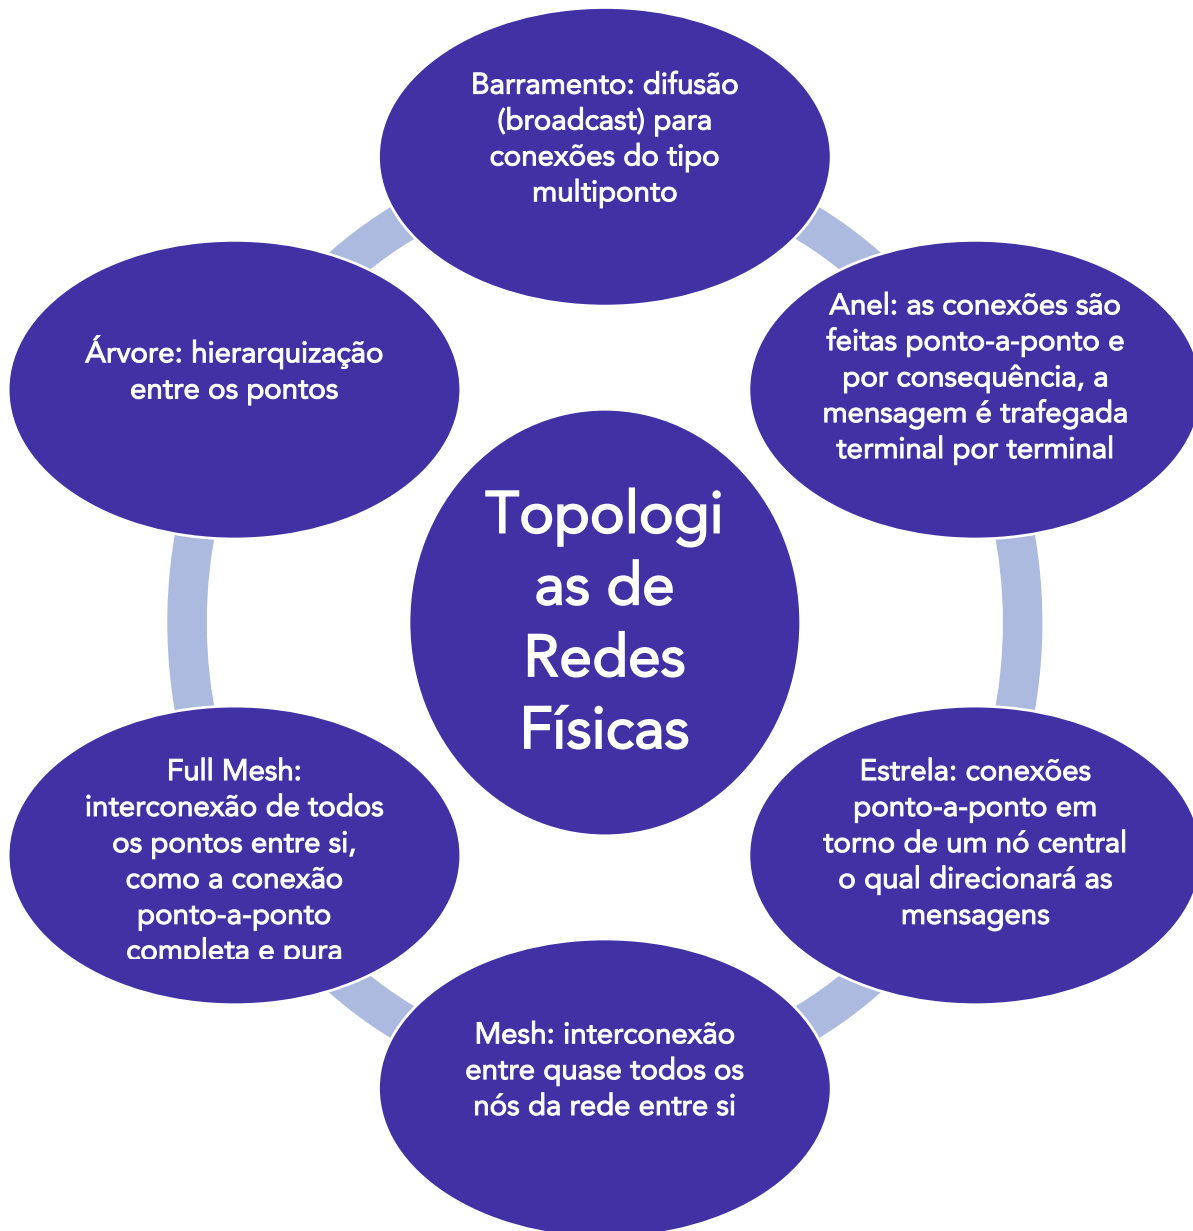 Barramento: difusão
(broadcast) para
conexões do tipo
multiponto
Anel: as conexões são
feitas ponto-a-ponto e
por consequência, a
mensagem é trafegada
terminal por terminal
Estrela: conexões
ponto-a-ponto em
torno de um nó central
o qual direcionará as
mensagens
Mesh: interconexão
entre quase todos os
nós da rede entre si
Full Mesh:
interconexão de todos
os pontos entre si,
como a conexão
ponto-a-ponto
completa e pura
Árvore: hierarquização
entre os pontos
Topologi
as de
Redes
Físicas